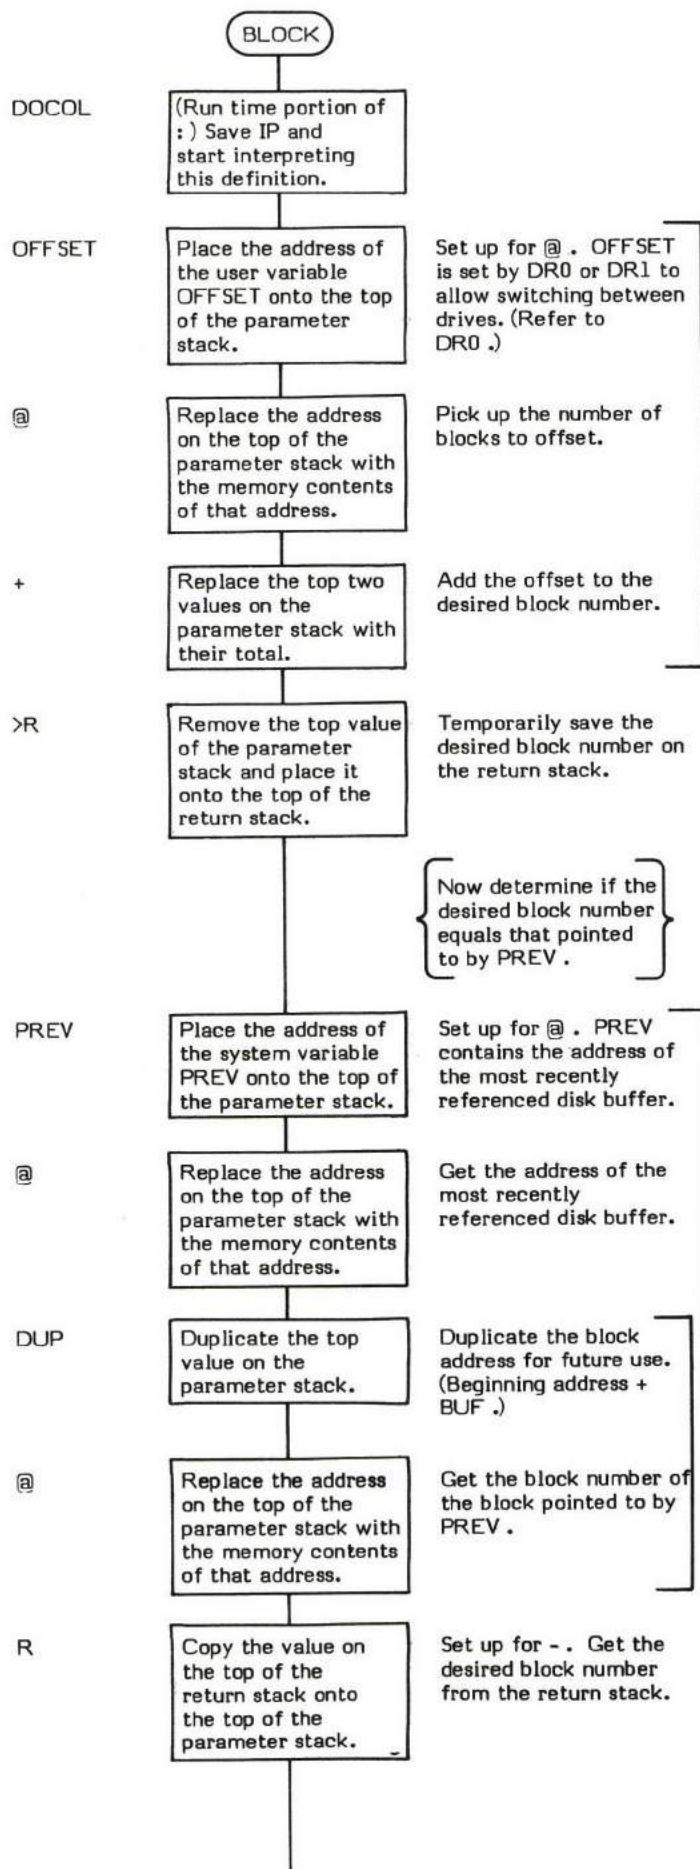 BLOCK
DOCOL
(Run time portion of
: ) Save IP and
start interpreting
this definition.
OFFSET
Place the address of
the user variable
OFFSET onto the top
of the parameter
stack.
Set up for @ . OFFSET
is set by DR0 or DR1 to
allow switching between
drives. (Refer to
DR0 .)
@
Replace the address
on the top of the
parameter stack with
the memory contents
of that address.
Pick up the number of
blocks to offset.
+
Replace the top two
values on the
parameter stack with
their total.
Add the offset to the
desired block number.
>R
Remove the top value
of the parameter
stack and place it
onto the top of the
return stack.
Temporarily save the
desired block number on
the return stack.
Now determine if the
desired block number
equals that pointed
to by PREV .
PREV
Place the address of
the system variable
PREV onto the top of
the parameter stack.
Set up for @ . PREV
contains the address of
the most recently
referenced disk buffer.
@
Replace the address
on the top of the
parameter stack with
the memory contents
of that address.
Get the address of the
most recently
referenced disk buffer.
DUP
Duplicate the top
value on the
parameter stack.
Duplicate the block
address for future use.
(Beginning address +
BUF .)
@
Replace the address
on the top of the
parameter stack with
the memory contents
of that address.
Get the block number of
the block pointed to by
PREV .
R
Copy the value on
the top of the
return stack onto
the top of the
parameter stack.
Set up for - . Get the
desired block number
from the return stack.